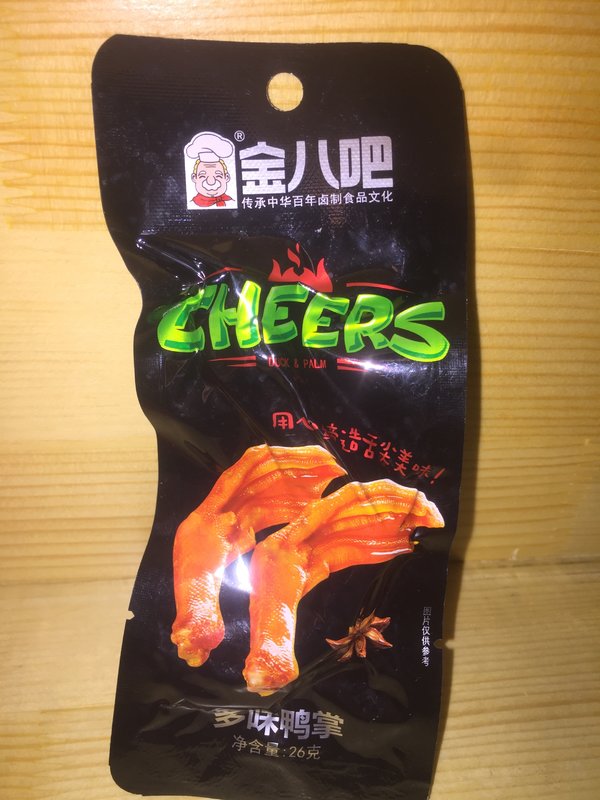 金八吧®
传承中华百年卤制食品文化
CHEERS
DUCK & PALM
用心 造舌尖美味!
图片仅供参考
多味鸭掌
净含量:26克